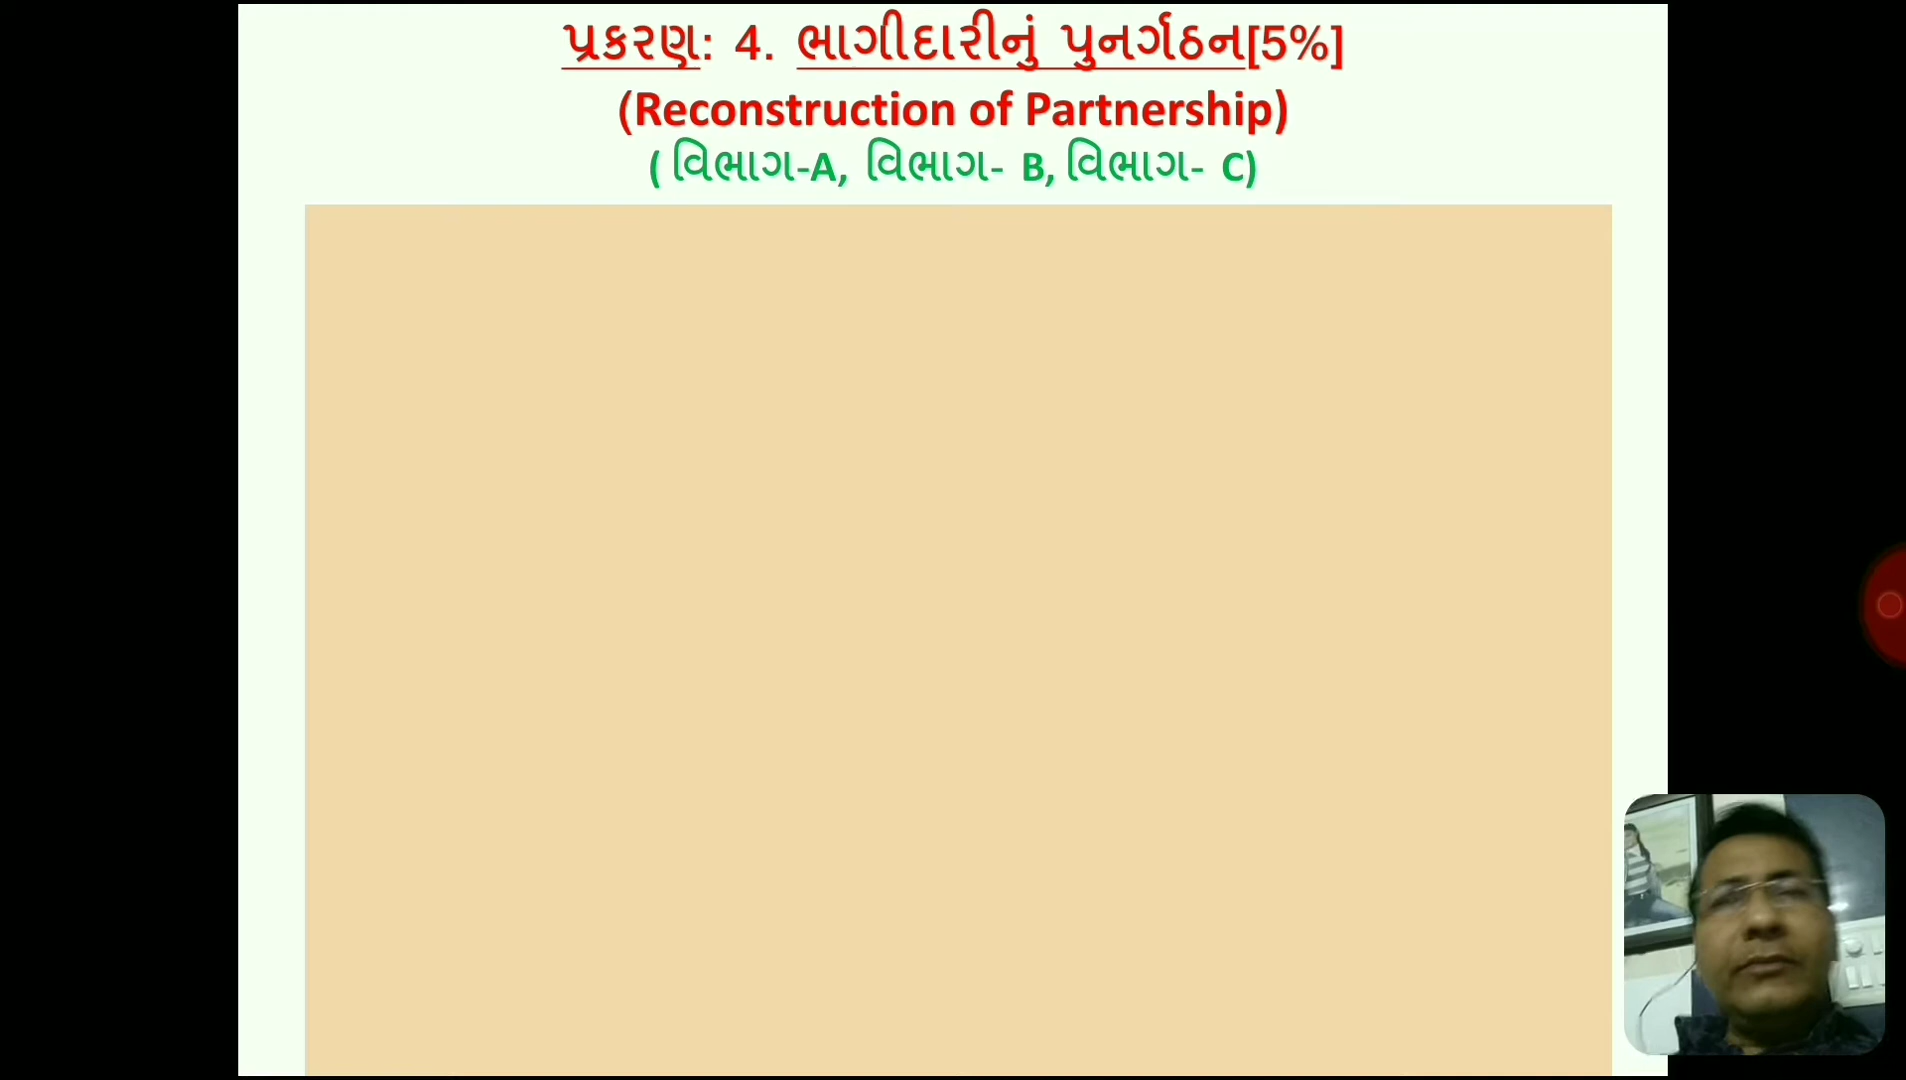 પ્રકરણ: 4. ભાગીદારીનું પુનર્ગઠન[5%]
(Reconstruction of Partnership)
( વિભાગ-A, વિભાગ- B, વિભાગ- C)